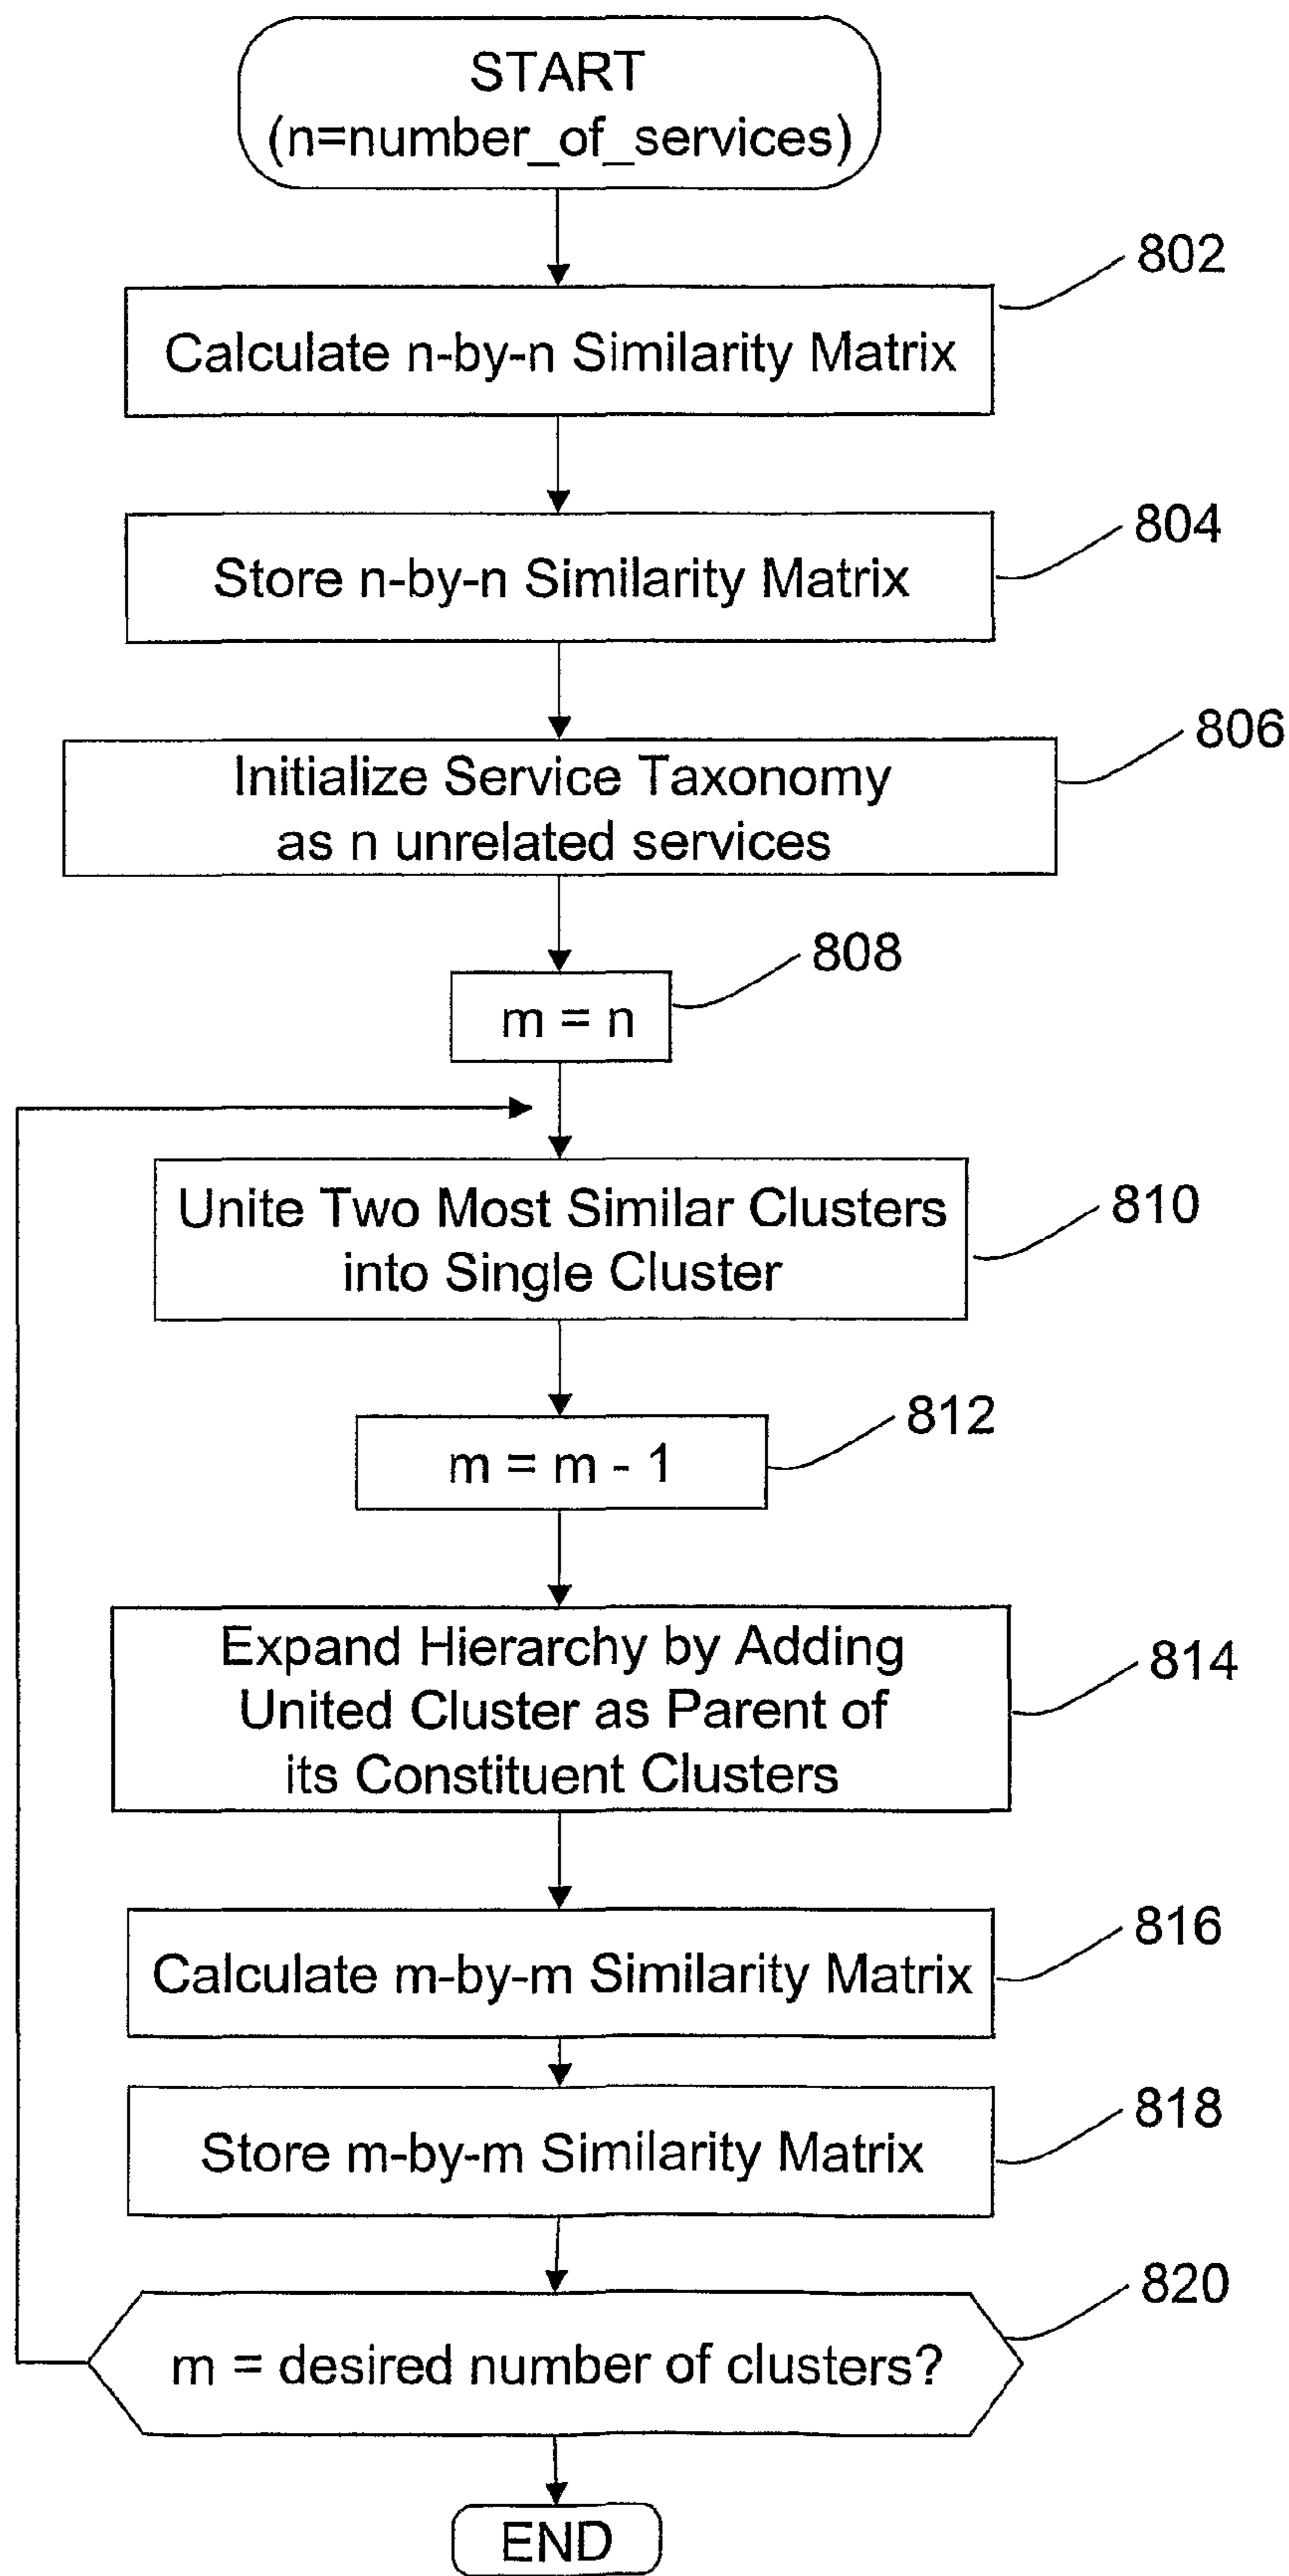 START
(n=number_of_services)
802
Calculate n-by-n Similarity Matrix
804
Store n-by-n Similarity Matrix
806
Initialize Service Taxonomy
as n unrelated services
808
m = n
810
Unite Two Most Similar Clusters
into Single Cluster
812
m = m - 1
814
Expand Hierarchy by Adding
United Cluster as Parent of
its Constituent Clusters
816
Calculate m-by-m Similarity Matrix
818
Store m-by-m Similarity Matrix
820
m = desired number of clusters?
END